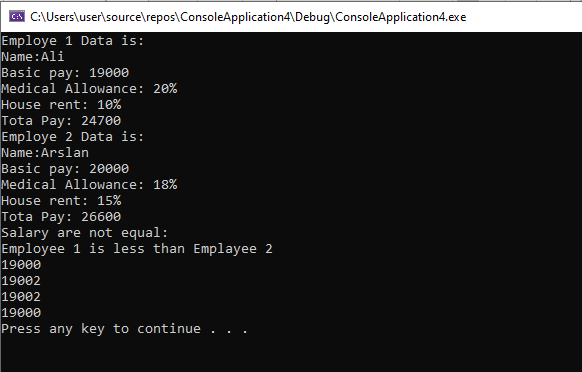 C:\Users\user\source\repos\ConsoleApplication4\Debug\ConsoleApplication4.exe
Employe 1 Data is:
Name:Ali
Basic pay: 19000
Medical Allowance: 20%
House rent: 10%
Tota Pay: 24700
Employe 2 Data is:
Name:Arslan
Basic pay: 20000
Medical Allowance: 18%
House rent: 15%
Tota Pay: 26600
Salary are not equal:
Employee 1 is less than Emplayee 2
19000
19002
19002
19000
Press any key to continue . . .